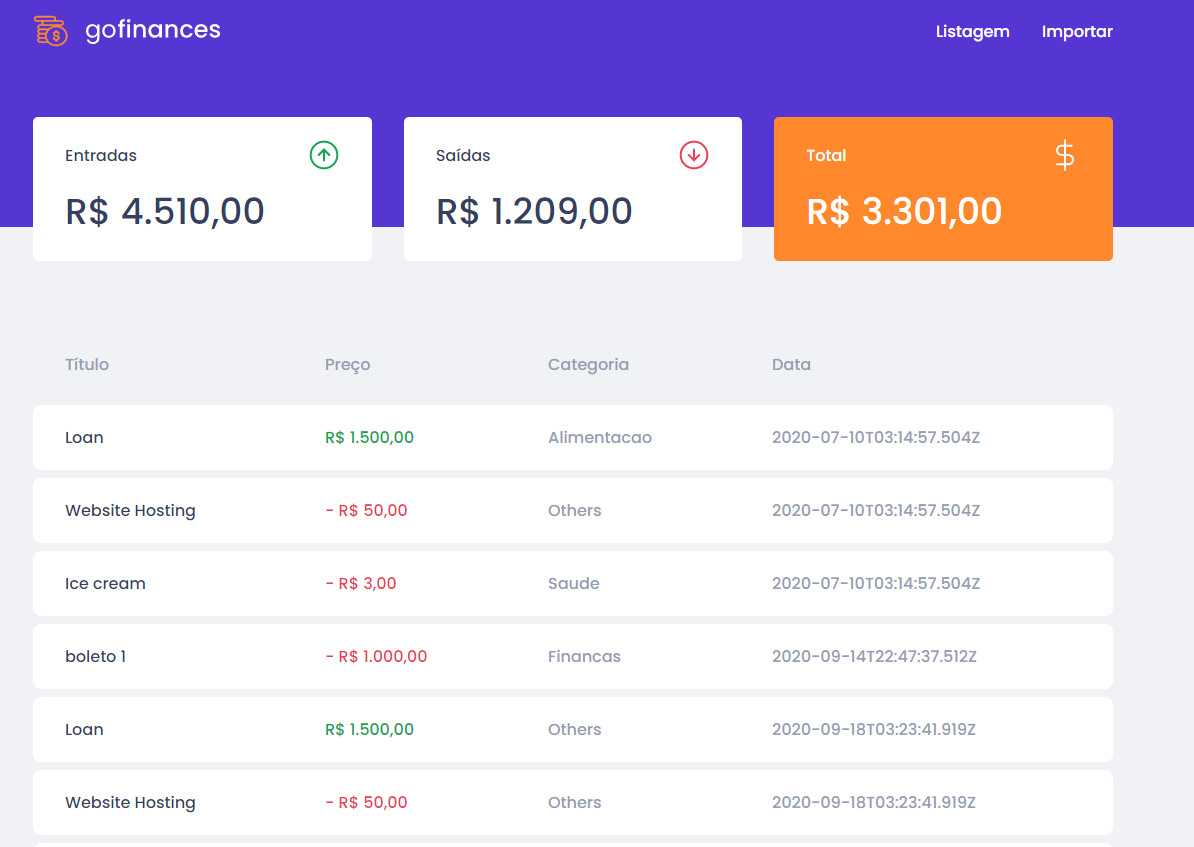 gofinances Listagem Importar
Entradas Saídas Total $
R$ 4.510,00 R$ 1.209,00 R$ 3.301,00
Título Preço Categoria Data
Loan R$ 1.500,00 Alimentacao 2020-07-10T03:14:57.504Z
Website Hosting - R$ 50,00 Others 2020-07-10T03:14:57.504Z
Ice cream - R$ 3,00 Saude 2020-07-10T03:14:57.504Z
boleto 1 - R$ 1.000,00 Financas 2020-09-14T22:47:37.512Z
Loan R$ 1.500,00 Others 2020-09-18T03:23:41.919Z
Website Hosting - R$ 50,00 Others 2020-09-18T03:23:41.919Z